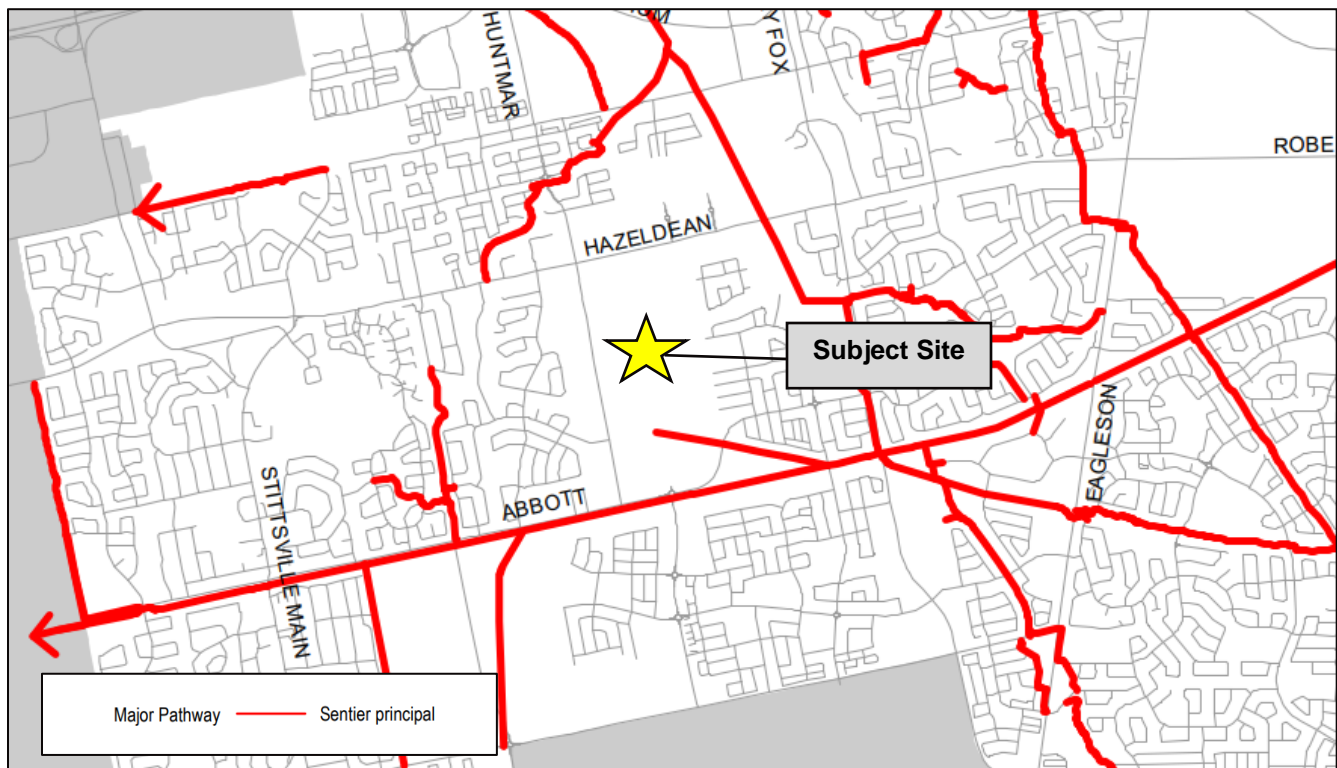 HUNTMAR
Y FOX
ROBE
HAZELDEAN
Subject Site
EAGLESON
ABBOTT
STITTSVILLE MAIN
Major Pathway Sentier principal